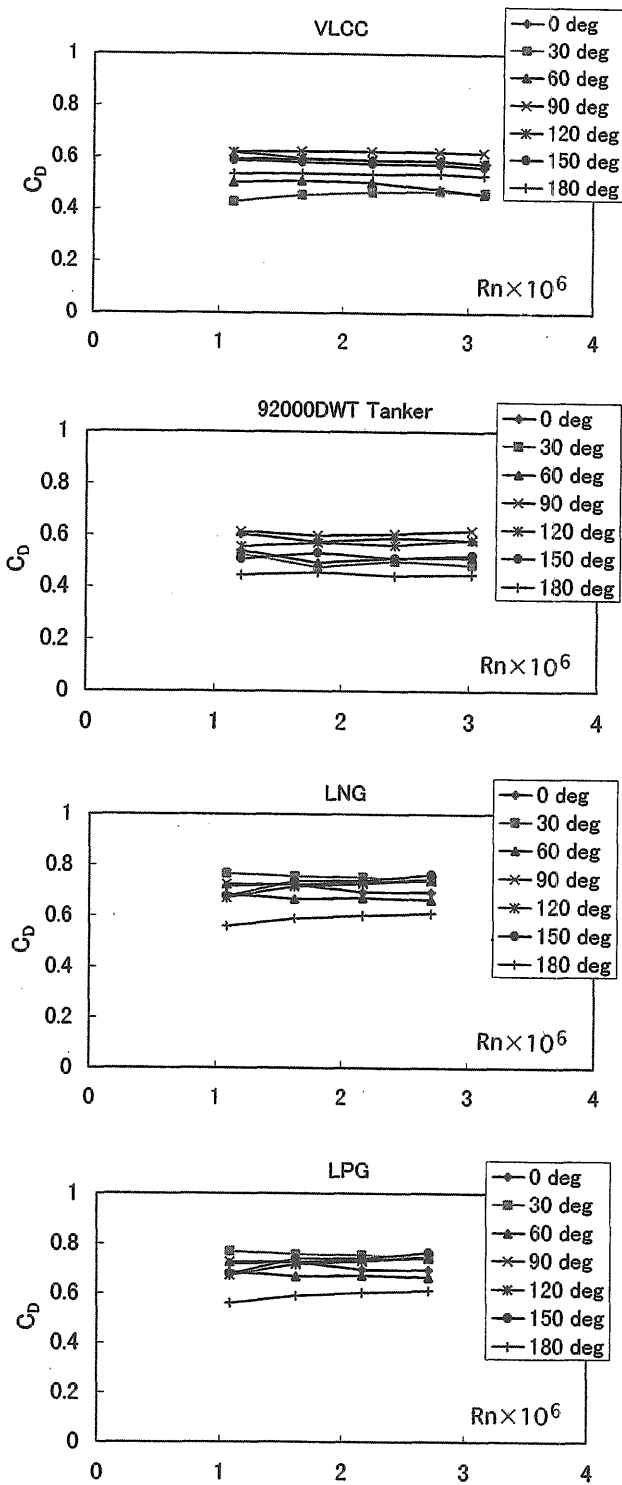 VLCC
1
0.8
0.6
0.4
0.2
0
C_D
0
1
2
3
4
Rn×10^6
0 deg
30 deg
60 deg
90 deg
120 deg
150 deg
180 deg
92000DWT Tanker
1
0.8
0.6
0.4
0.2
0
C_D
0
1
2
3
4
Rn×10^6
0 deg
30 deg
60 deg
90 deg
120 deg
150 deg
180 deg
LNG
1
0.8
0.6
0.4
0.2
0
C_D
0
1
2
3
4
Rn×10^6
0 deg
30 deg
60 deg
90 deg
120 deg
150 deg
180 deg
LPG
1
0.8
0.6
0.4
0.2
0
C_D
0
1
2
3
4
Rn×10^6
0 deg
30 deg
60 deg
90 deg
120 deg
150 deg
180 deg